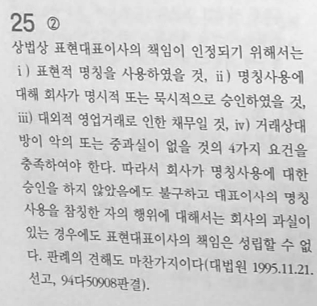 25 ②
상법상 표현대표이사의 책임이 인정되기 위해서는
ⅰ) 표현적 명칭을 사용하였을 것, ⅱ) 명칭사용에
대해 회사가 명시적 또는 묵시적으로 승인하였을 것,
ⅲ) 대외적 영업거래로 인한 채무일 것, ⅳ) 거래상대
방이 악의 또는 중과실이 없을 것의 4가지 요건을
충족하여야 한다. 따라서 회사가 명칭사용에 대한
승인을 하지 않았음에도 불구하고 대표이사의 명칭
사용을 참칭한 자의 행위에 대해서는 회사의 과실이
있는 경우에도 표현대표이사의 책임은 성립할 수 없
다. 판례의 견해도 마찬가지이다(대법원 1995.11.21.
선고, 94다50908판결).